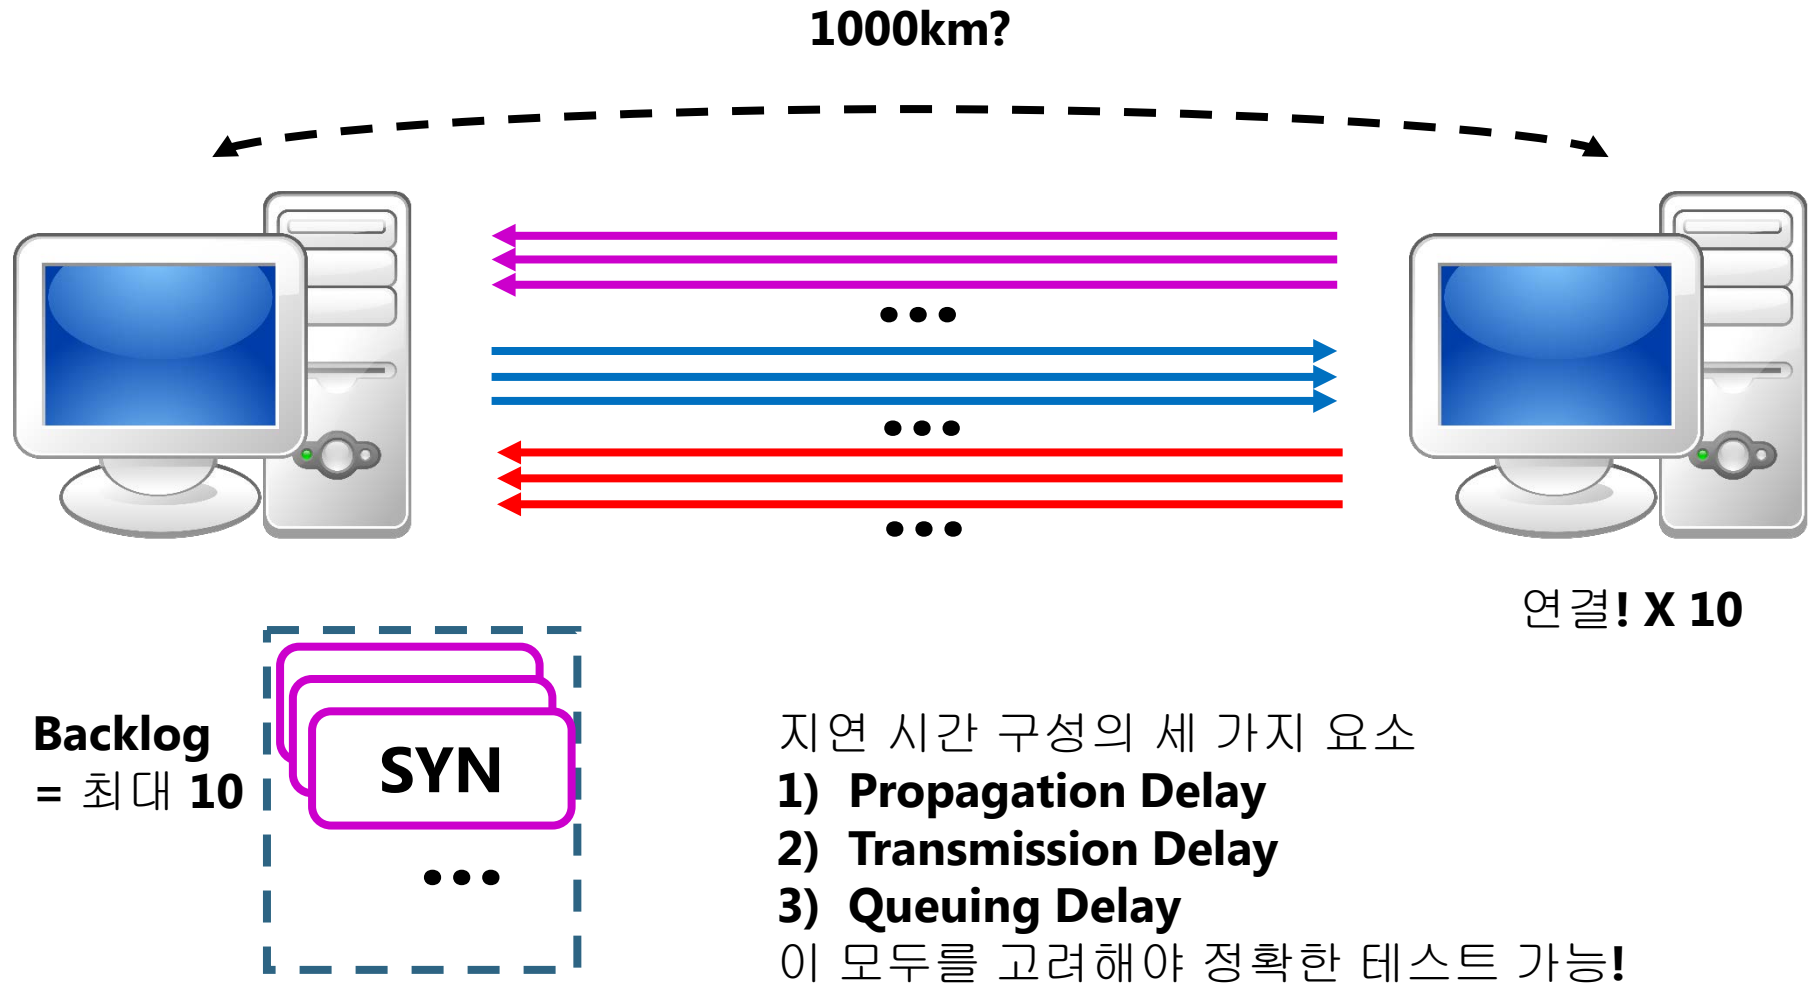 1000km?
연결! X 10
Backlog
= 최대 10
SYN
지연 시간 구성의 세 가지 요소
1) Propagation Delay
2) Transmission Delay
3) Queuing Delay
이 모두를 고려해야 정확한 테스트 가능!